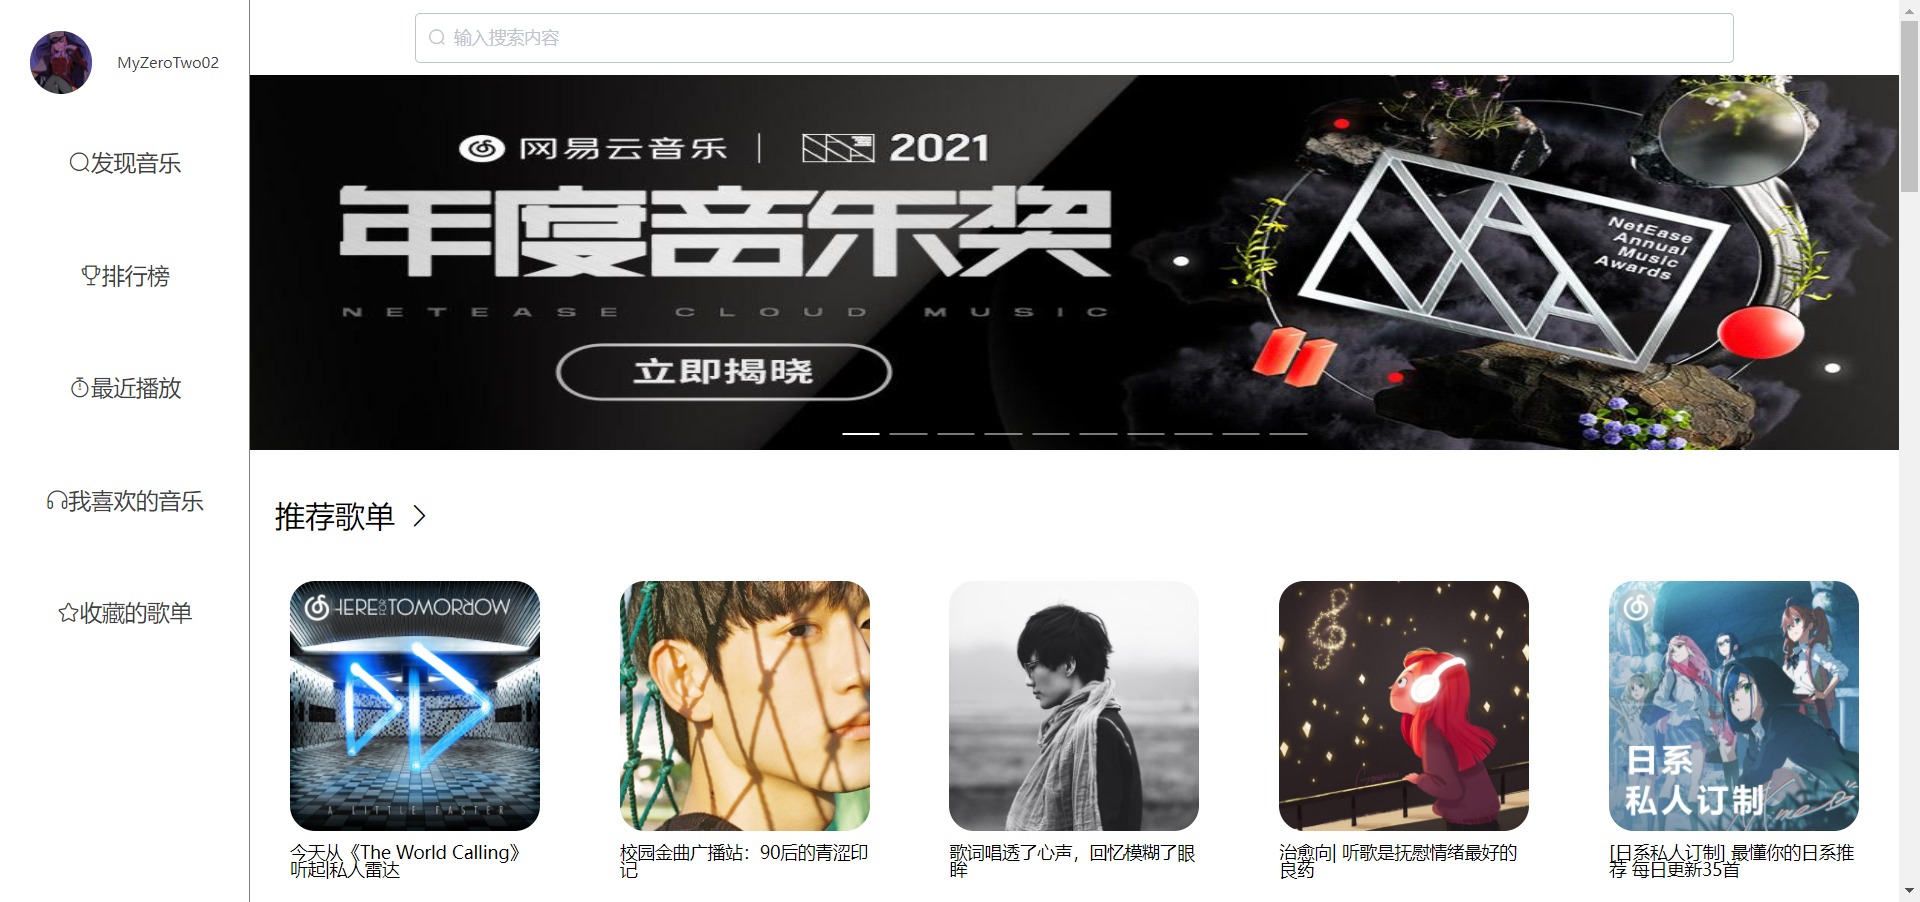 MyZeroTwo02
发现音乐
排行榜
最近播放
我喜欢的音乐
收藏的歌单
输入搜索内容
网易云音乐 | 2021
年度音乐奖
NETEASE CLOUD MUSIC
立即揭晓
NetEase
Annual
Music
Awards
推荐歌单
HERE FOR TOMORROW
A LITTLE FASTER
今天从《The World Calling》
听起|私人雷达
校园金曲广播站：90后的青涩印
记
歌词唱透了心声，回忆模糊了眼
眸
治愈向| 听歌是抚慰情绪最好的
良药
日系
私人订制
[日系私人订制] 最懂你的日系推
荐 每日更新35首